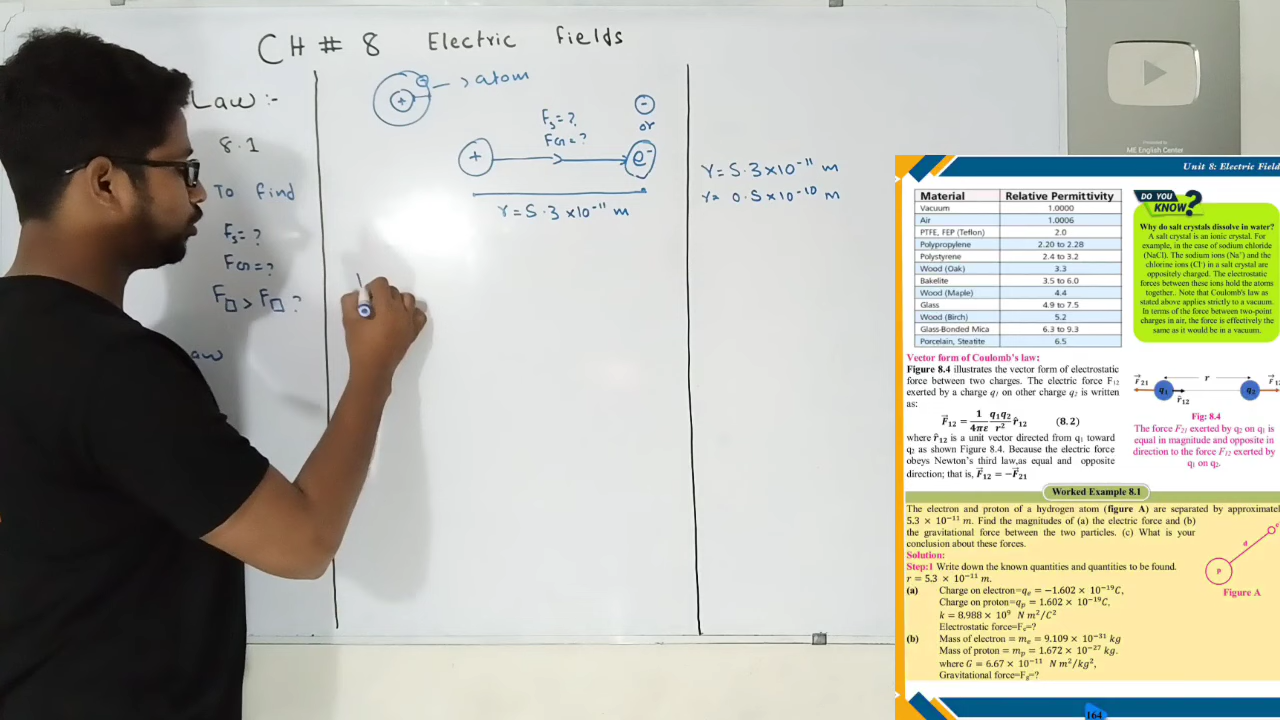 CH # 8 Electric fields
Law :-
8.1
To find
Fs = ?
FG = ?
F□ > F□ ?
aw
+
-
→ atom
Fs = ?
FG = ?
-
or
+
e-
r = 5.3 x 10-11 m
r = 5.3 x 10-11 m
r = 0.5 x 10-10 m
ME English Center
Unit 8: Electric Field
Material Relative Permittivity
Vacuum 1.0000
Air 1.0006
PTFE, FEP (Teflon) 2.0
Polypropylene 2.20 to 2.28
Polystyrene 2.4 to 3.2
Wood (Oak) 3.3
Bakelite 3.5 to 6.0
Wood (Maple) 4.4
Glass 4.9 to 7.5
Wood (Birch) 5.2
Glass-Bonded Mica 6.3 to 9.3
Porcelain, Steatite 6.5
DO YOU
KNOW?
Why do salt crystals dissolve in water?
A salt crystal is an ionic crystal. For
example, in the case of sodium chloride
(NaCl). The sodium ions (Na+) and the
chlorine ions (Cl-) in a salt crystal are
oppositely charged. The electrostatic
forces between these ions hold the atoms
together.. Note that Coulomb's law as
stated above applies strictly to a vacuum.
In terms of the force between two-point
charges in air, the force is effectively the
same as it would be in a vacuum.
Vector form of Coulomb's law:
Figure 8.4 illustrates the vector form of electrostatic
force between two charges. The electric force F12
exerted by a charge q1 on other charge q2 is written
as:
F⃗12 = 1/4πε q1q2/r² r̂12 (8.2)
where r̂12 is a unit vector directed from q1 toward
q2 as shown Figure 8.4. Because the electric force
obeys Newton's third law,as equal and opposite
direction; that is, F⃗12 = −F⃗21
F⃗21 r F⃗1
q1 q2
r̂12
Fig: 8.4
The force F21 exerted by q2 on q1 is
equal in magnitude and opposite in
direction to the force F12 exerted by
q1 on q2.
Worked Example 8.1
The electron and proton of a hydrogen atom (figure A) are separated by approximate
5.3 × 10−11 m. Find the magnitudes of (a) the electric force and (b)
the gravitational force between the two particles. (c) What is your
conclusion about these forces.
Solution:
Step:1 Write down the known quantities and quantities to be found.
r = 5.3 × 10−11 m.
(a) Charge on electron=qe = −1.602 × 10−19C,
Charge on proton=qp = 1.602 × 10−19C,
k = 8.988 × 10⁹ N m²/C²
Electrostatic force=Fe=?
(b) Mass of electron = me = 9.109 × 10−31 kg
Mass of proton = mp = 1.672 × 10−27 kg.
where G = 6.67 × 10−11 N m²/kg²,
Gravitational force=Fg=?
e
d
P
Figure A
164